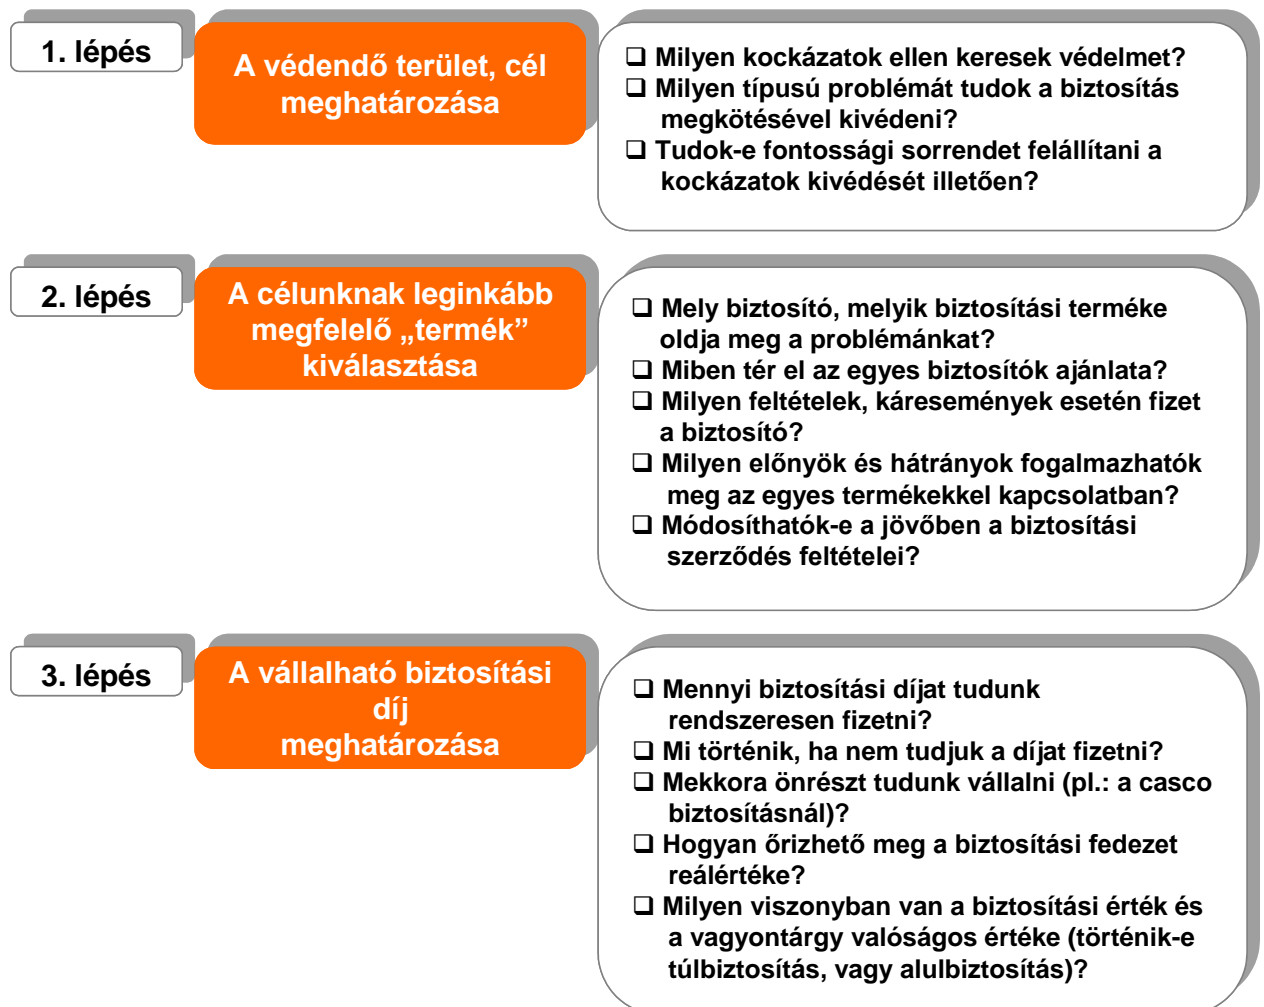 1. lépés
A védendő terület, cél
meghatározása
❑ Milyen kockázatok ellen keresek védelmet?
❑ Milyen típusú problémát tudok a biztosítás
megkötésével kivédeni?
❑ Tudok-e fontossági sorrendet felállítani a
kockázatok kivédését illetően?
2. lépés
A célunknak leginkább
megfelelő „termék”
kiválasztása
❑ Mely biztosító, melyik biztosítási terméke
oldja meg a problémánkat?
❑ Miben tér el az egyes biztosítók ajánlata?
❑ Milyen feltételek, káresemények esetén fizet
a biztosító?
❑ Milyen előnyök és hátrányok fogalmazhatók
meg az egyes termékekkel kapcsolatban?
❑ Módosíthatók-e a jövőben a biztosítási
szerződés feltételei?
3. lépés
A vállalható biztosítási
díj
meghatározása
❑ Mennyi biztosítási díjat tudunk
rendszeresen fizetni?
❑ Mi történik, ha nem tudjuk a díjat fizetni?
❑ Mekkora önrészt tudunk vállalni (pl.: a casco
biztosításnál)?
❑ Hogyan őrizhető meg a biztosítási fedezet
reálértéke?
❑ Milyen viszonyban van a biztosítási érték és
a vagyontárgy valóságos értéke (történik-e
túlbiztosítás, vagy alulbiztosítás)?